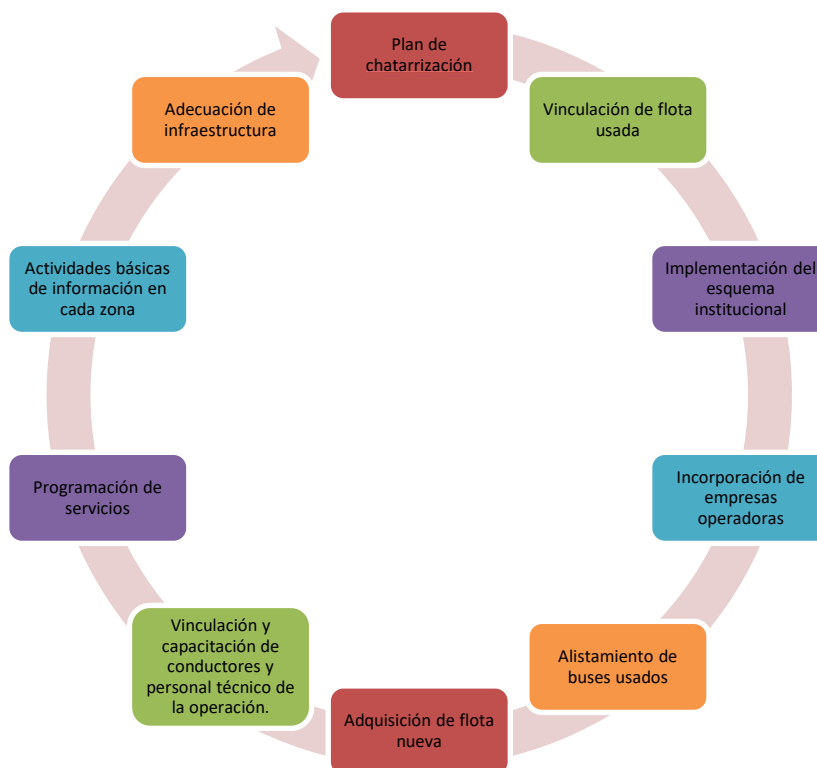 Plan de
chatarrización
Vinculación de flota
usada
Implementación del
esquema
institucional
Incorporación de
empresas
operadoras
Alistamiento de
buses usados
Adquisición de flota
nueva
Vinculación y
capacitación de
conductores y
personal técnico de
la operación.
Programación de
servicios
Actividades básicas
de información en
cada zona
Adecuación de
infraestructura